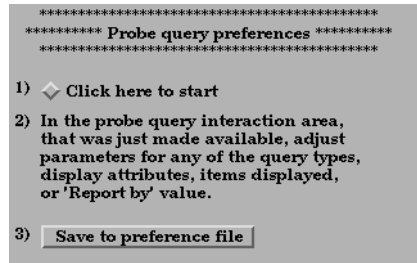 ****************************************
********** Probe query preferences **********
****************************************
1) Click here to start
2) In the probe query interaction area,
that was just made available, adjust
parameters for any of the query types,
display attributes, items displayed,
or 'Report by' value.
3) Save to preference file